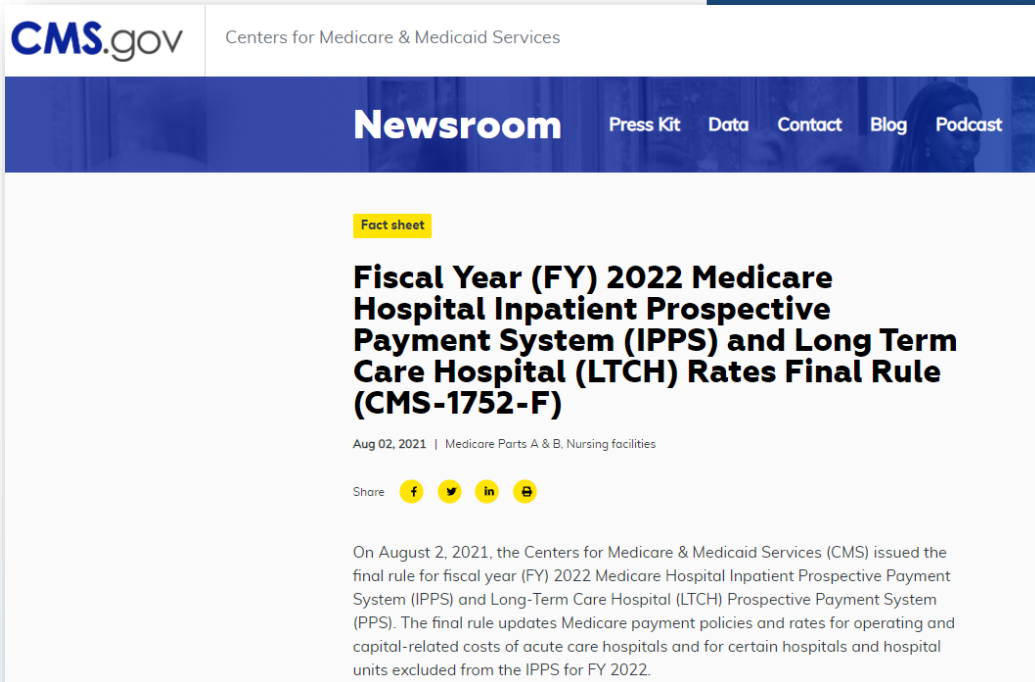 CMS.gov
Centers for Medicare & Medicaid Services
Newsroom
Press Kit
Data
Contact
Blog
Podcast
Fact sheet
Fiscal Year (FY) 2022 Medicare
Hospital Inpatient Prospective
Payment System (IPPS) and Long Term
Care Hospital (LTCH) Rates Final Rule
(CMS-1752-F)
Aug 02, 2021 | Medicare Parts A & B, Nursing facilities
Share
On August 2, 2021, the Centers for Medicare & Medicaid Services (CMS) issued the
final rule for fiscal year (FY) 2022 Medicare Hospital Inpatient Prospective Payment
System (IPPS) and Long-Term Care Hospital (LTCH) Prospective Payment System
(PPS). The final rule updates Medicare payment policies and rates for operating and
capital-related costs of acute care hospitals and for certain hospitals and hospital
units excluded from the IPPS for FY 2022.